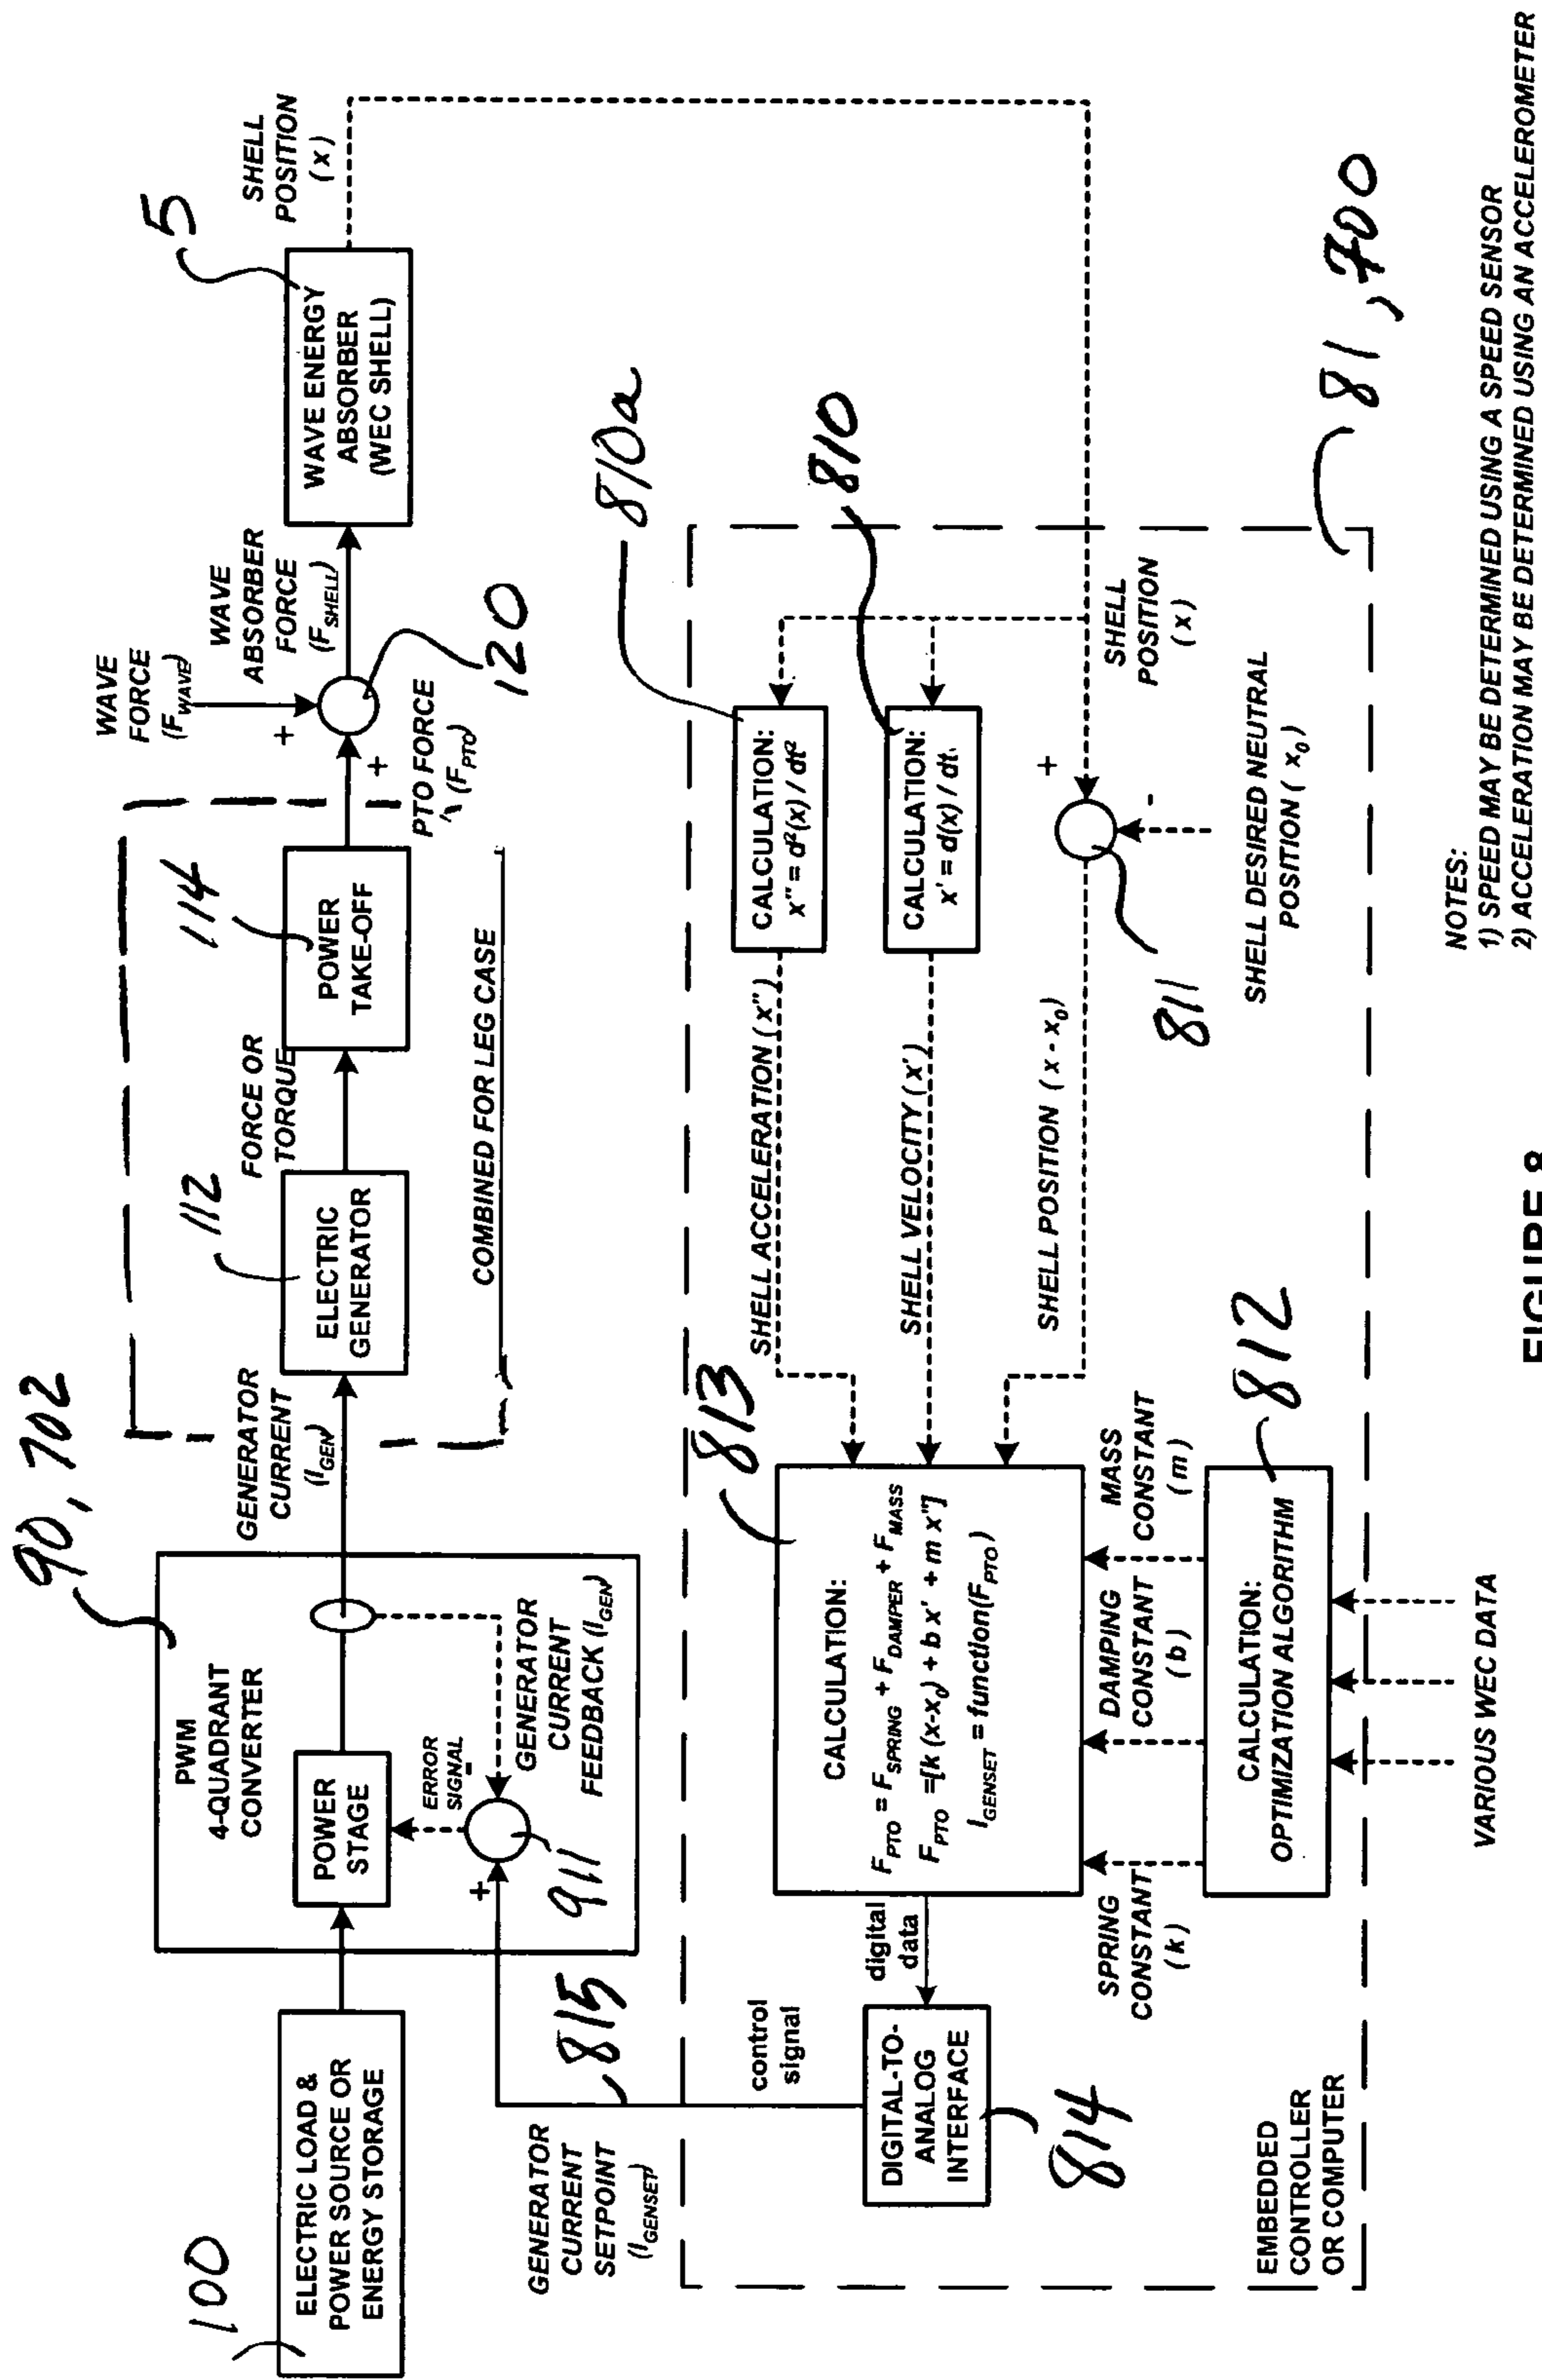 90, 702
100
ELECTRIC LOAD &
POWER SOURCE OR
ENERGY STORAGE
PWM
4-QUADRANT
CONVERTER
POWER
STAGE
ERROR
SIGNAL
-
+
911
GENERATOR
CURRENT
FEEDBACK (I_GEN)
GENERATOR
CURRENT
(I_GEN)
112
ELECTRIC
GENERATOR
FORCE OR
TORQUE
114
POWER
TAKE-OFF
COMBINED FOR LEG CASE
PTO FORCE
(F_PTO)
+
WAVE
FORCE
(F_WAVE)
+
120
WAVE
ABSORBER
FORCE
(F_SHELL)
5
WAVE ENERGY
ABSORBER
(WEC SHELL)
SHELL
POSITION
(x)
GENERATOR
CURRENT
SETPOINT
(I_GENSET)
815
control
signal
DIGITAL-TO-
ANALOG
INTERFACE
814
digital
data
813
CALCULATION:
F_PTO = F_SPRING + F_DAMPER + F_MASS
F_PTO =[k (x-x₀) + b x' + m x"]
I_GENSET = function(F_PTO)
SHELL ACCELERATION (x")
SHELL VELOCITY (x')
SHELL POSITION ( x - x₀)
810a
CALCULATION:
x" = d²(x) / dt²
810
CALCULATION:
x' = d(x) / dt
SHELL
POSITION
(x)
+
-
811
SHELL DESIRED NEUTRAL
POSITION ( x₀)
SPRING
CONSTANT
(k)
DAMPING
CONSTANT
(b)
MASS
CONSTANT
(m)
812
CALCULATION:
OPTIMIZATION ALGORITHM
VARIOUS WEC DATA
EMBEDDED
CONTROLLER
OR COMPUTER
81, 700
NOTES:
1) SPEED MAY BE DETERMINED USING A SPEED SENSOR
2) ACCELERATION MAY BE DETERMINED USING AN ACCELEROMETER
FIGURE 8